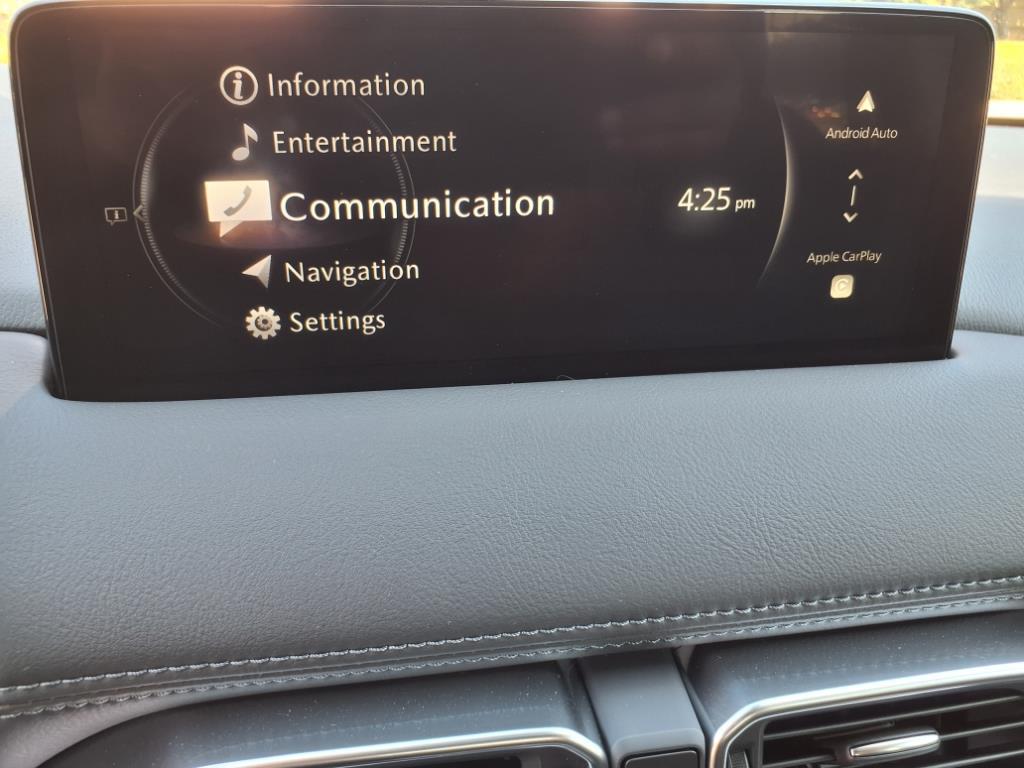 Information
Entertainment
Communication
4:25 pm
Navigation
Settings
Android Auto
Apple CarPlay